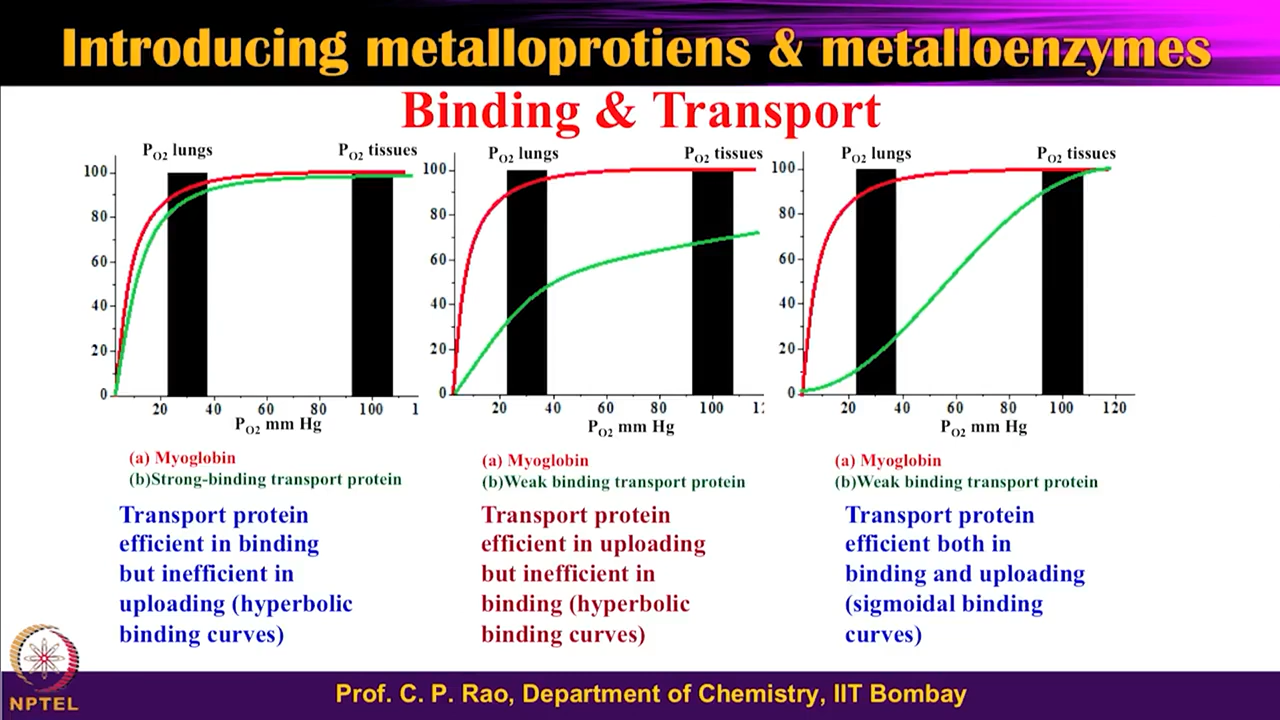 Introducing metalloprotiens & metalloenzymes
Binding & Transport
PO2 lungs
PO2 tissues
100
80
60
40
20
0
20 40 60 80 100 1
PO2 mm Hg
(a) Myoglobin
(b)Strong-binding transport protein
Transport protein
efficient in binding
but inefficient in
uploading (hyperbolic
binding curves)
PO2 lungs
PO2 tissues
100
80
60
40
20
0
20 40 60 80 100
PO2 mm Hg
(a) Myoglobin
(b)Weak binding transport protein
Transport protein
efficient in uploading
but inefficient in
binding (hyperbolic
binding curves)
PO2 lungs
PO2 tissues
100
80
60
40
20
0
20 40 60 80 100 120
PO2 mm Hg
(a) Myoglobin
(b)Weak binding transport protein
Transport protein
efficient both in
binding and uploading
(sigmoidal binding
curves)
NPTEL
Prof. C. P. Rao, Department of Chemistry, IIT Bombay